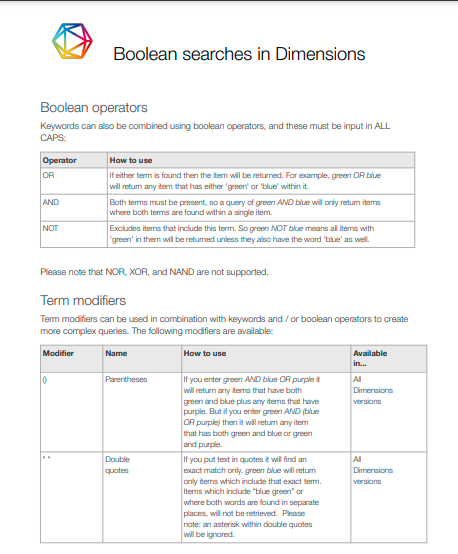 Boolean searches in Dimensions
Boolean operators
Keywords can also be combined using boolean operators, and these must be input in ALL
CAPS:
Operator How to use
OR If either term is found then the item will be returned. For example, green OR blue
will return any item that has either 'green' or 'blue' within it.
AND Both terms must be present, so a query of green AND blue will only return items
where both terms are found within a single item.
NOT Excludes items that include this term. So green NOT blue means all items with
'green' in them will be returned unless they also have the word 'blue' as well.
Please note that NOR, XOR, and NAND are not supported.
Term modifiers
Term modifiers can be used in combination with keywords and / or boolean operators to create
more complex queries. The following modifiers are available:
Modifier Name How to use Available
in...
() Parentheses If you enter green AND blue OR purple it All
will return any items that have both Dimensions
green and blue plus any items that have versions
purple. But if you enter green AND (blue
OR purple) then it will return any item
that has both green and blue or green
and purple.
" " Double If you put text in quotes it will find an All
quotes exact match only. green blue will return Dimensions
only items which include that exact term. versions
Items which include "blue green" or
where both words are found in separate
places, will not be retrieved. Please
note: an asterisk within double quotes
will be ignored.